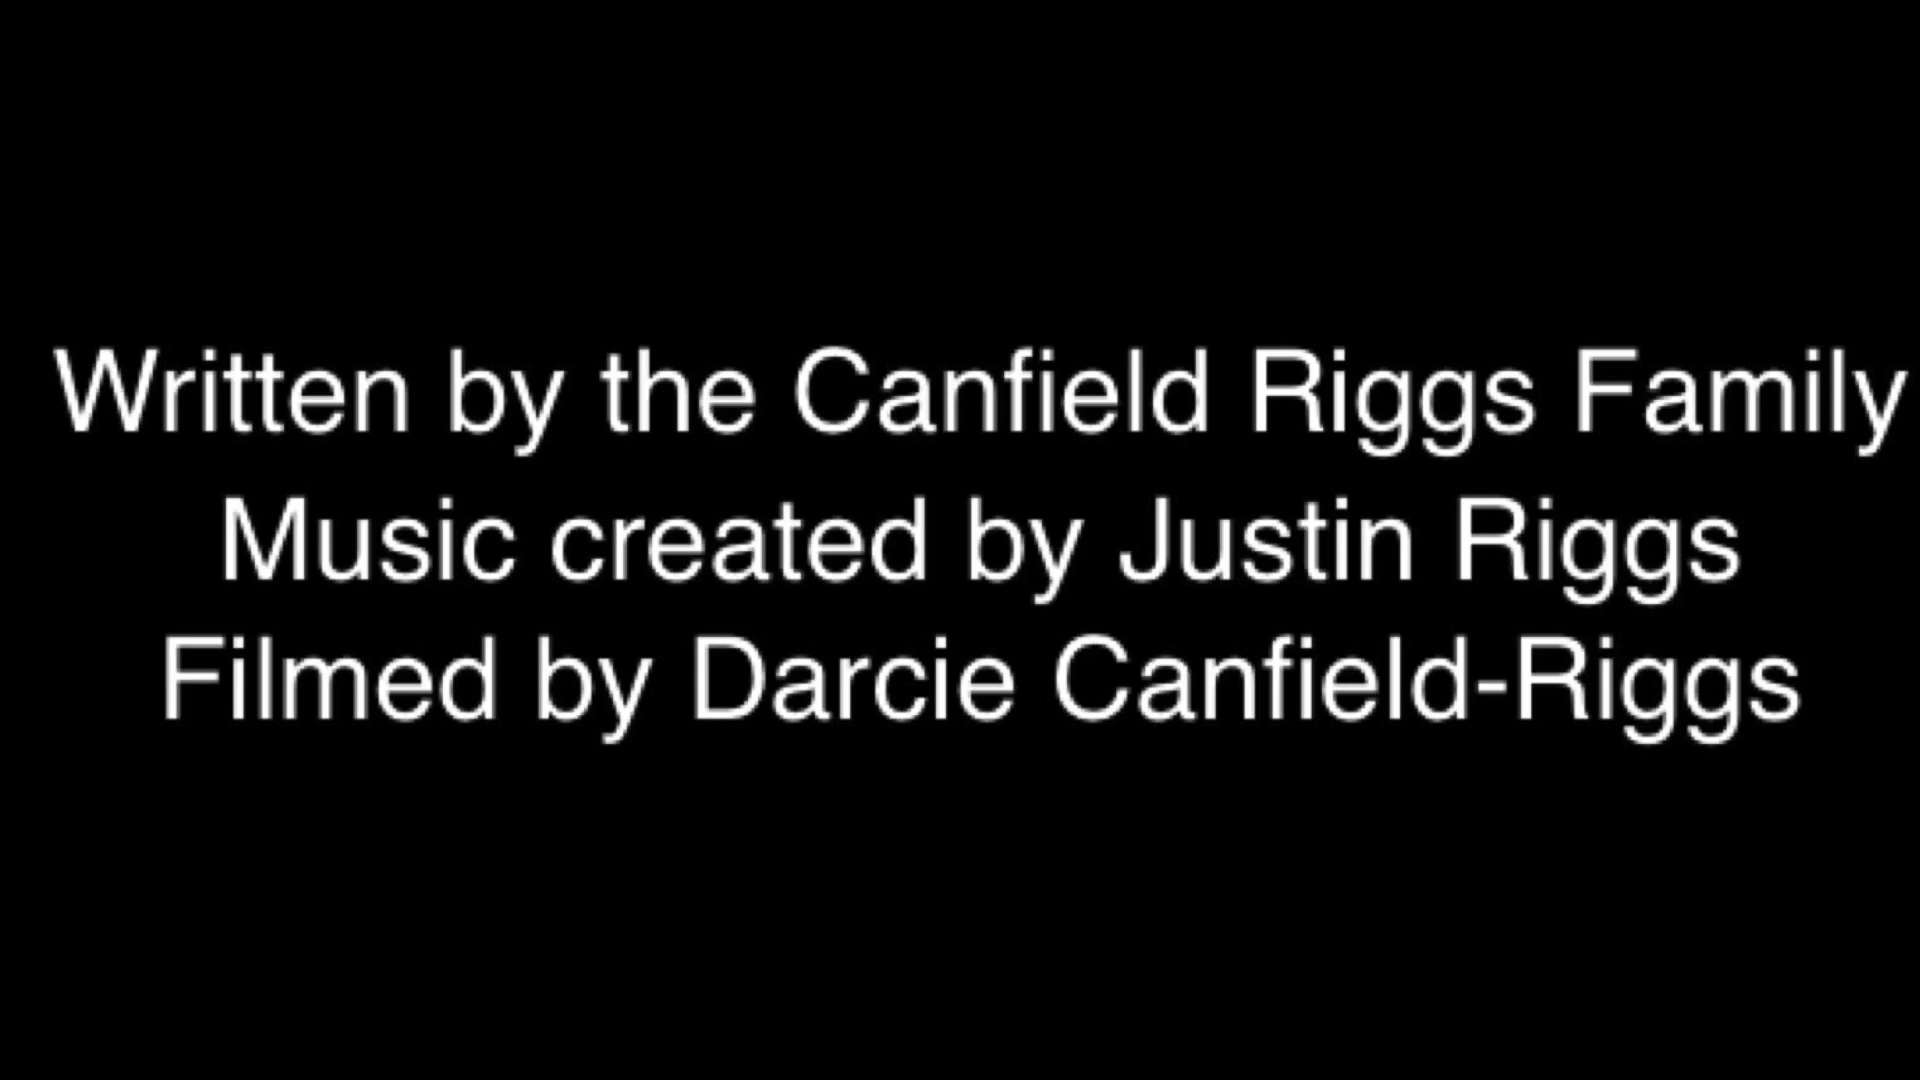 Written by the Canfield Riggs Family
Music created by Justin Riggs
Filmed by Darcie Canfield-Riggs